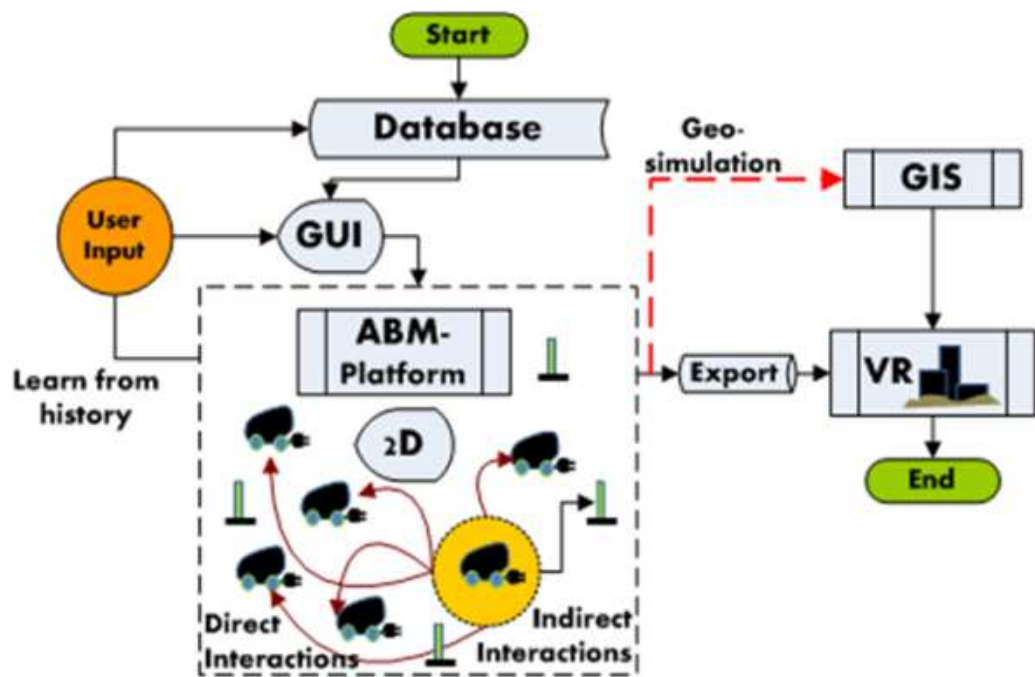 Start
Database
Geo-
simulation
GIS
User
Input
GUI
ABM-
Platform
Export
VR
Learn from
history
2D
End
Direct
Interactions
Indirect
Interactions